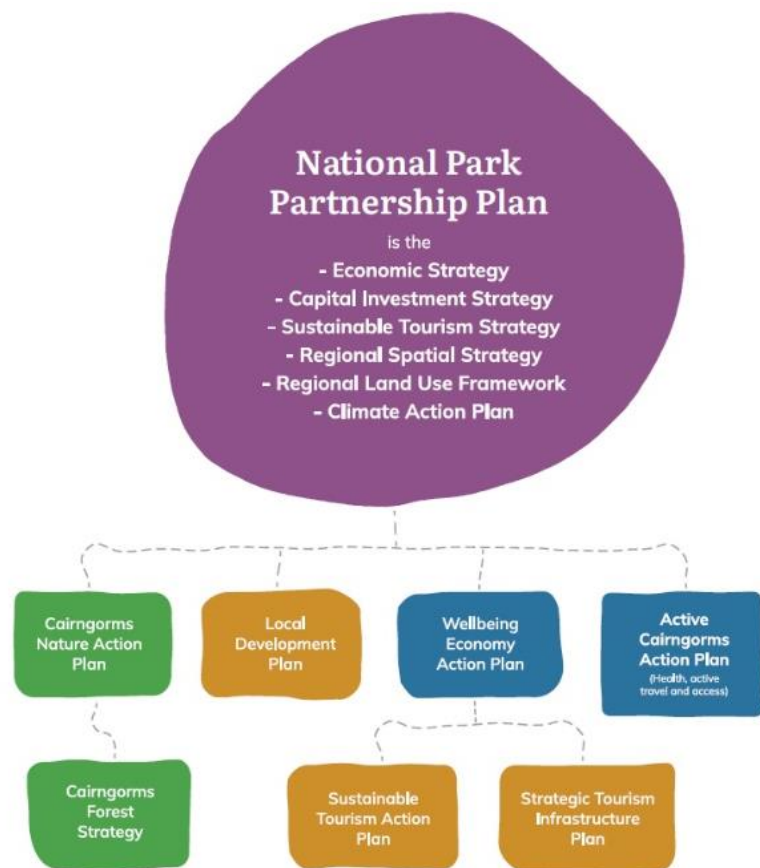 National Park
Partnership Plan
is the
- Economic Strategy
- Capital Investment Strategy
- Sustainable Tourism Strategy
- Regional Spatial Strategy
- Regional Land Use Framework
- Climate Action Plan
Cairngorms
Nature Action
Plan
Local
Development
Plan
Wellbeing
Economy
Action Plan
Active
Cairngorms
Action Plan
(Health, active
travel and access)
Cairngorms
Forest
Strategy
Sustainable
Tourism Action
Plan
Strategic Tourism
Infrastructure
Plan